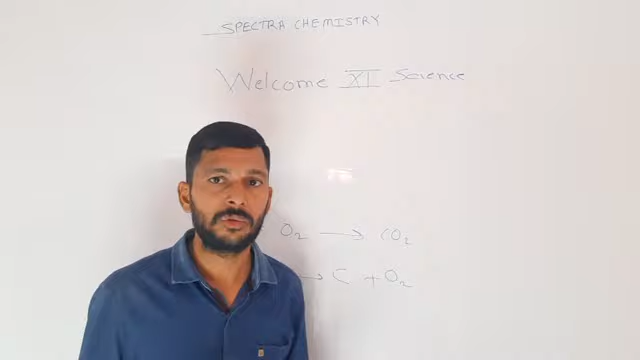 SPECTRA CHEMISTRY
Welcome XI Science
O₂ → CO₂
→ C + O₂